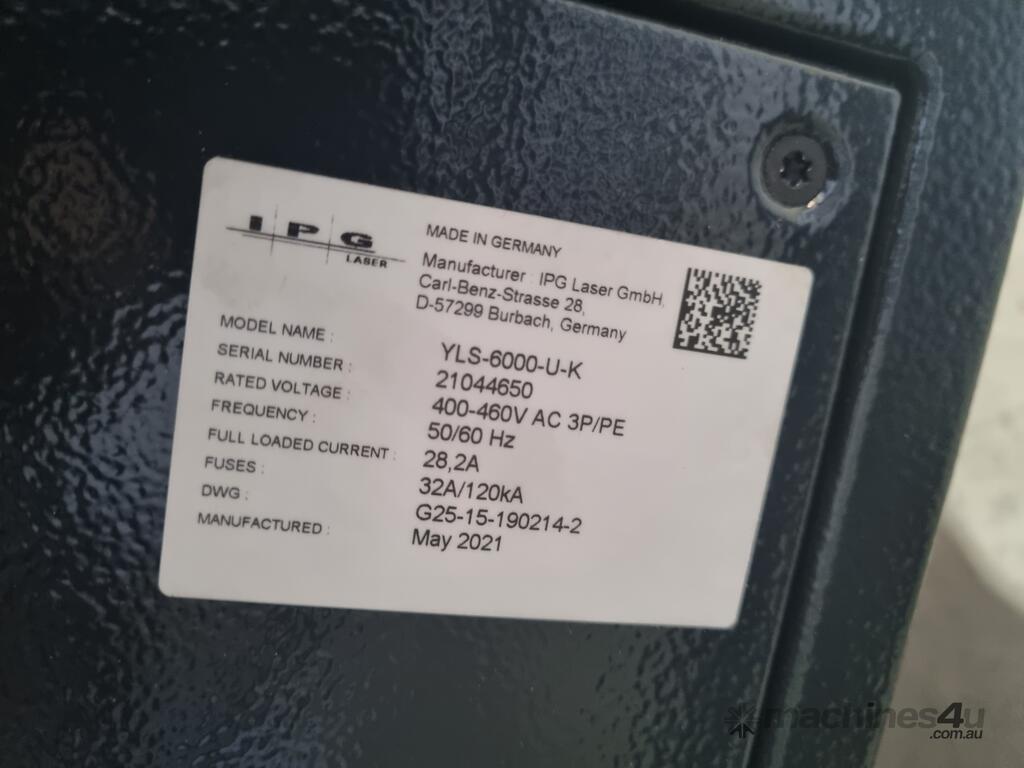 IPG
LASER
MADE IN GERMANY
Manufacturer : IPG Laser GmbH,
Carl-Benz-Strasse 28,
D-57299 Burbach, Germany
MODEL NAME : YLS-6000-U-K
SERIAL NUMBER : 21044650
RATED VOLTAGE : 400-460V AC 3P/PE
FREQUENCY : 50/60 Hz
FULL LOADED CURRENT : 28,2A
FUSES : 32A/120kA
DWG : G25-15-190214-2
MANUFACTURED : May 2021
machines4u
.com.au